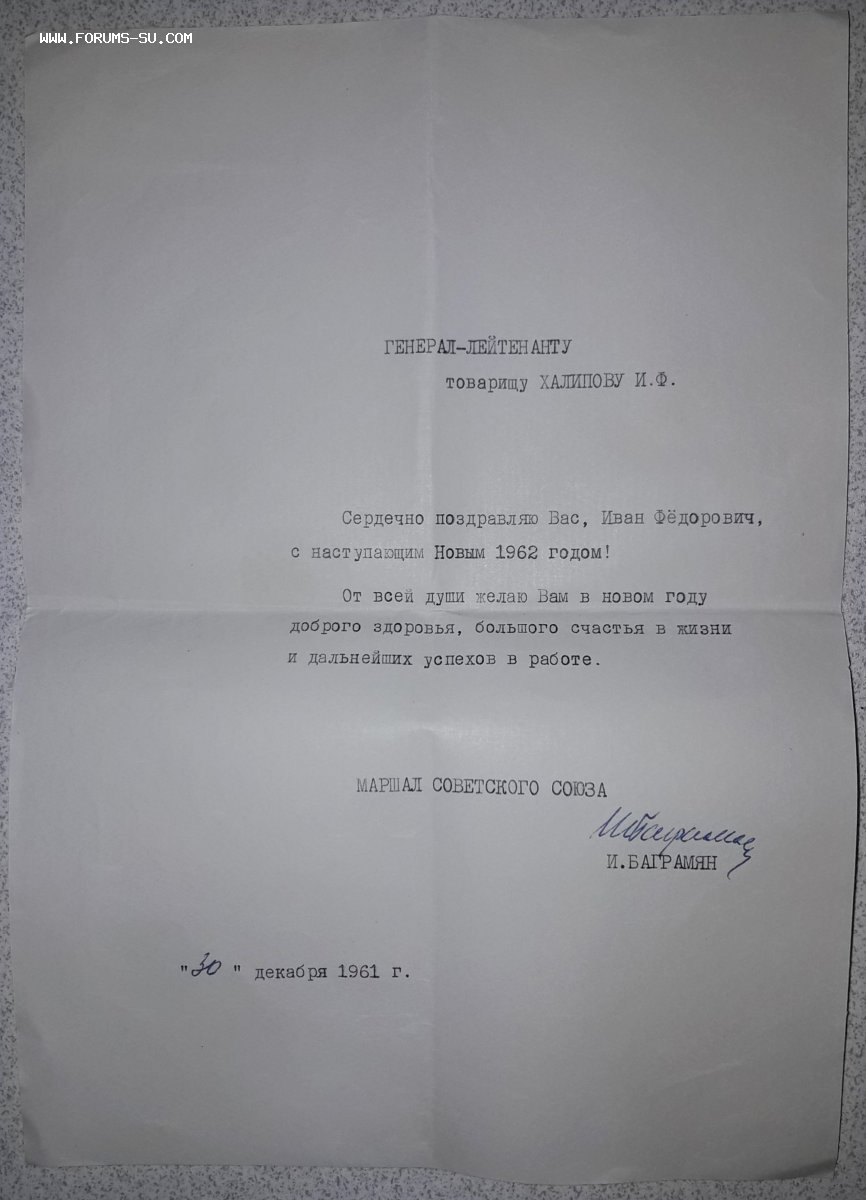 WWW.FORUMS-SU.COM
ГЕНЕРАЛ-ЛЕЙТЕНАНТУ
товарищу ХАЛИПОВУ И.Ф.
Сердечно поздравляю Вас, Иван Фёдорович,
с наступающим Новым 1962 годом!
От всей души желаю Вам в новом году
доброго здоровья, большого счастья в жизни
и дальнейших успехов в работе.
МАРШАЛ СОВЕТСКОГО СОЮЗА
И.Баграмян
И.БАГРАМЯН
"30" декабря 1961 г.